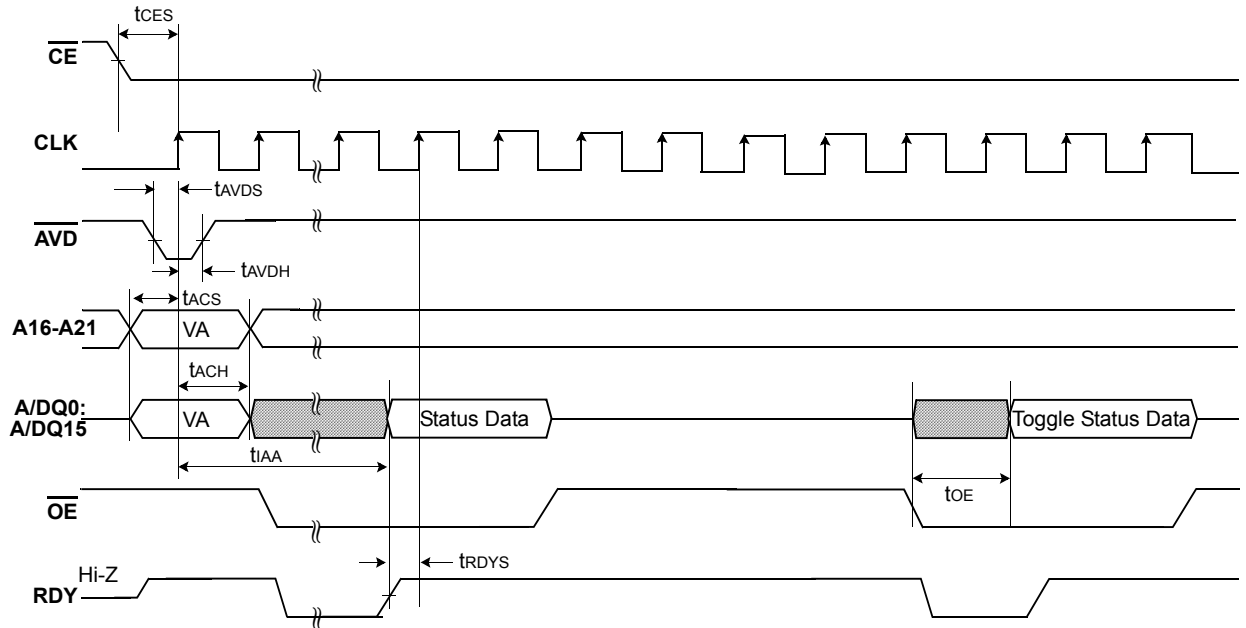 tCES
CE
CLK
tAVDS
AVD
tAVDH
tACS
A16-A21
VA
tACH
A/DQ0:
A/DQ15
VA
Status Data
Toggle Status Data
tIAA
OE
tOE
tRDYS
Hi-Z
RDY